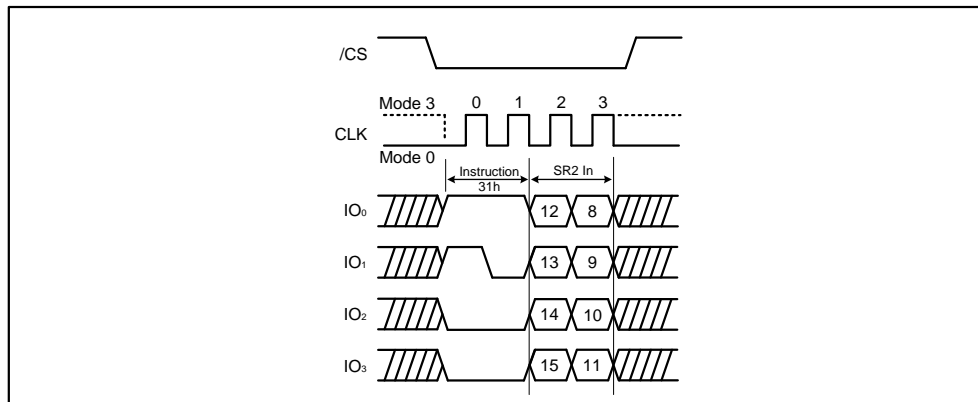 /CS
Mode 3 0 1 2 3
CLK
Mode 0
Instruction SR2 In
31h
IO₀ 12 8
IO₁ 13 9
IO₂ 14 10
IO₃ 15 11